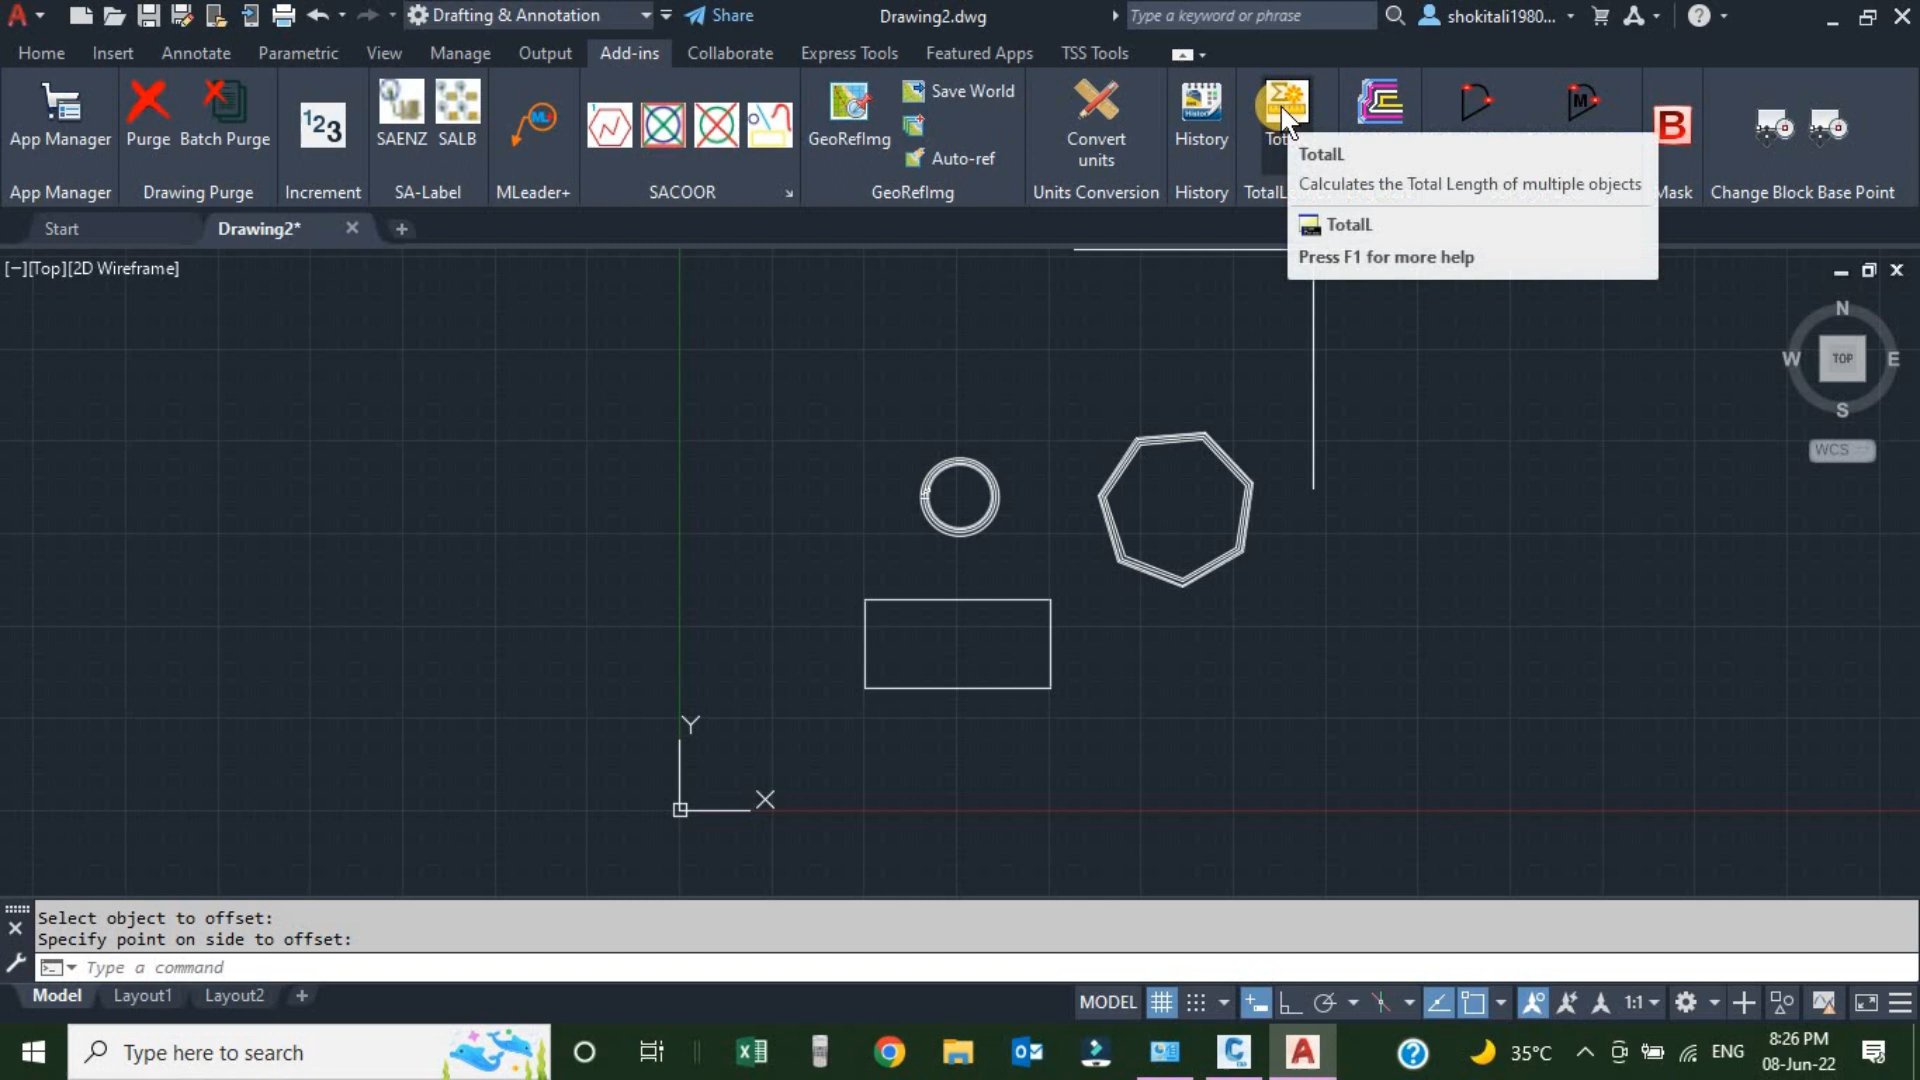 Drafting & Annotation
Share
Drawing2.dwg
Type a keyword or phrase
shokitali1980...
Home Insert Annotate Parametric View Manage Output Add-ins Collaborate Express Tools Featured Apps TSS Tools
App Manager
Purge
Batch Purge
123
SAENZ
SALB
ML+
GeoRefImg
Save World
Auto-ref
Convert units
History
M
B
App Manager Drawing Purge Increment SA-Label MLeader+ SACOOR GeoRefImg Units Conversion History TotalL Mask Change Block Base Point
TotalL
Calculates the Total Length of multiple objects
TotalL
Press F1 for more help
Start
Drawing2*
[−][Top][2D Wireframe]
N
W TOP E
S
WCS
Y
X
Select object to offset:
Specify point on side to offset:
Type a command
Model Layout1 Layout2
MODEL
1:1
Type here to search
35°C
ENG
8:26 PM
08-Jun-22